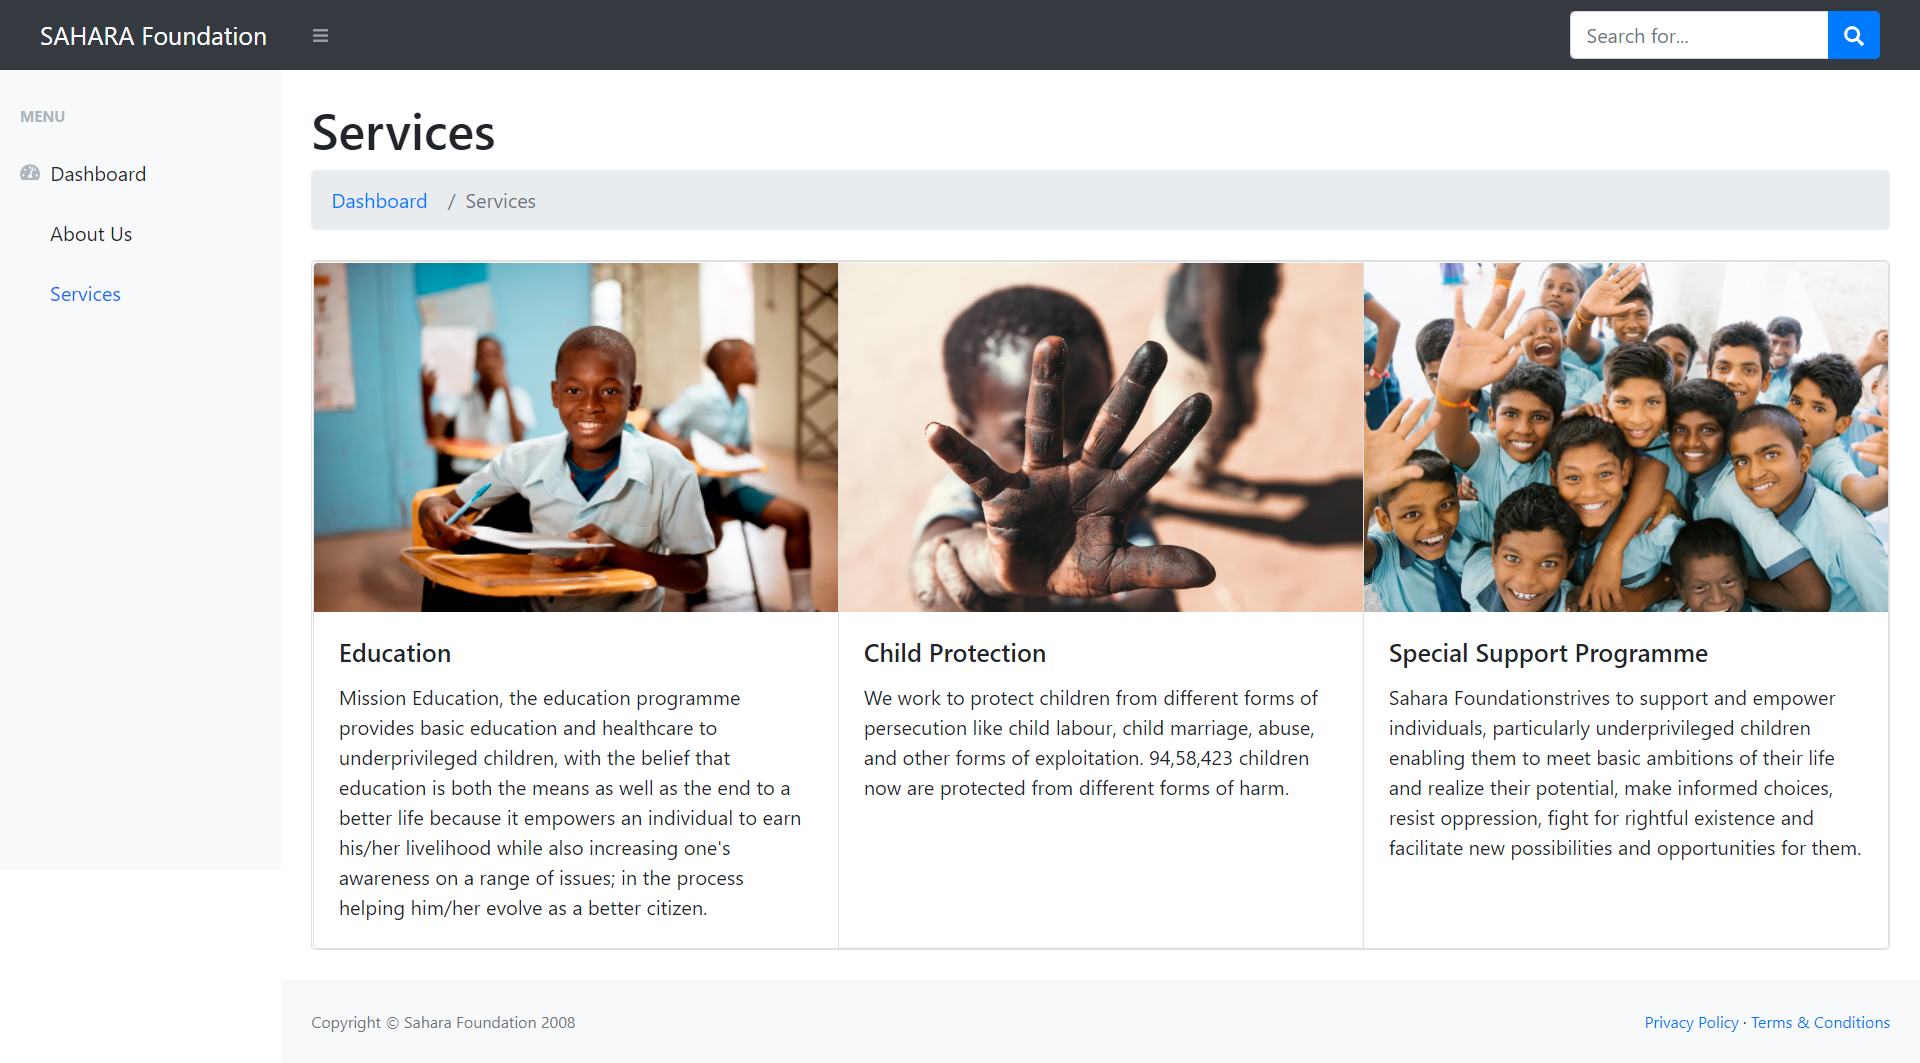 SAHARA Foundation
Search for...
MENU
Dashboard
About Us
Services
Services
Dashboard / Services
Education
Mission Education, the education programme
provides basic education and healthcare to
underprivileged children, with the belief that
education is both the means as well as the end to a
better life because it empowers an individual to earn
his/her livelihood while also increasing one's
awareness on a range of issues; in the process
helping him/her evolve as a better citizen.
Child Protection
We work to protect children from different forms of
persecution like child labour, child marriage, abuse,
and other forms of exploitation. 94,58,423 children
now are protected from different forms of harm.
Special Support Programme
Sahara Foundationstrives to support and empower
individuals, particularly underprivileged children
enabling them to meet basic ambitions of their life
and realize their potential, make informed choices,
resist oppression, fight for rightful existence and
facilitate new possibilities and opportunities for them.
Copyright © Sahara Foundation 2008
Privacy Policy · Terms & Conditions